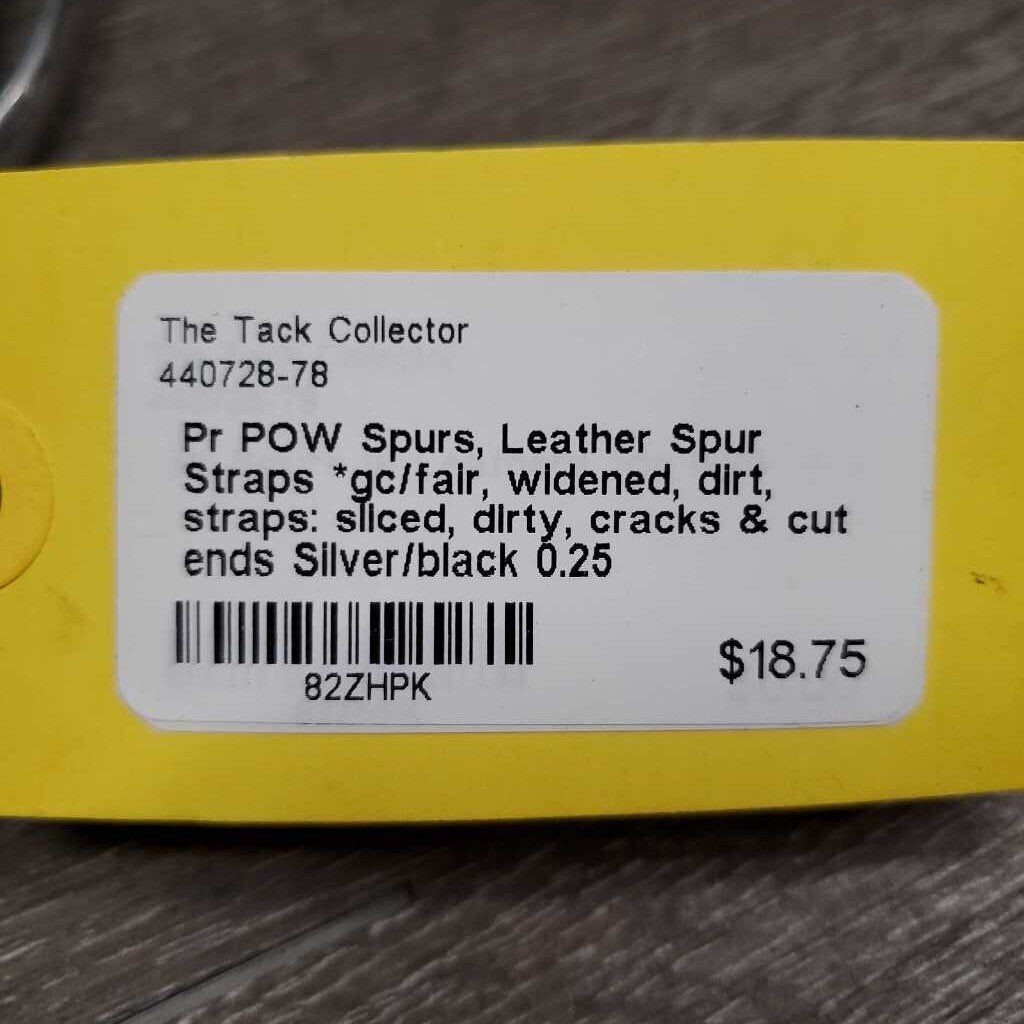 The Tack Collector
440728-78
Pr POW Spurs, Leather Spur
Straps *gc/fair, widened, dirt,
straps: sliced, dirty, cracks & cut
ends Silver/black 0.25
82ZHPK
$18.75